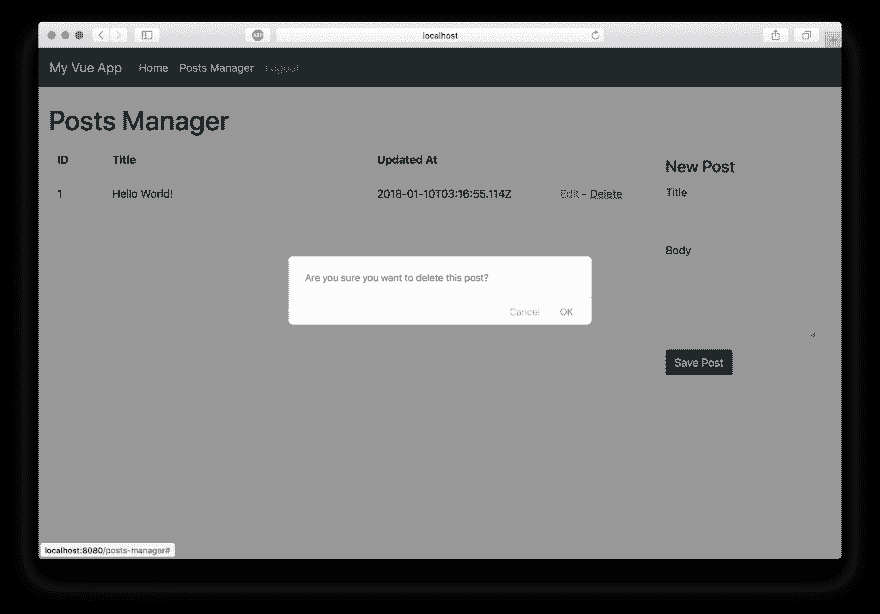 ABP
localhost
My Vue App Home Posts Manager Logout
Posts Manager
ID Title Updated At
1 Hello World! 2018-01-10T03:16:55.114Z Edit - Delete
New Post
Title
Body
Save Post
Are you sure you want to delete this post?
Cancel OK
localhost:8080/posts-manager#